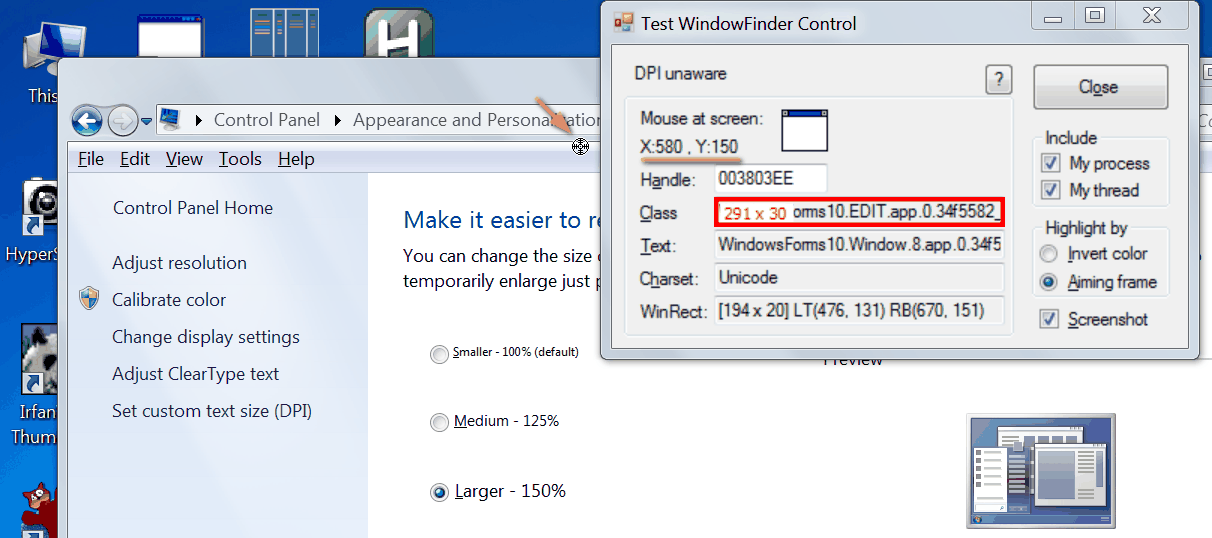 Test WindowFinder Control
This
Control Panel
Appearance and Personalization
File Edit View Tools Help
Control Panel Home
Adjust resolution
Calibrate color
Change display settings
Adjust ClearType text
Set custom text size (DPI)
Make it easier to re
You can change the size
temporarily enlarge just p
Smaller - 100% (default)
Medium - 125%
Larger - 150%
Preview
HyperS
Irfan
Thum
DPI unaware
?
Close
Mouse at screen:
X:580 , Y:150
Handle: 003803EE
Class 291 x 30 orms10.EDIT.app.0.34f5582_
Text: WindowsForms10.Window.8.app.0.34f5
Charset: Unicode
WinRect: [194 x 20] LT(476, 131) RB(670, 151)
Include
My process
My thread
Highlight by
Invert color
Aiming frame
Screenshot